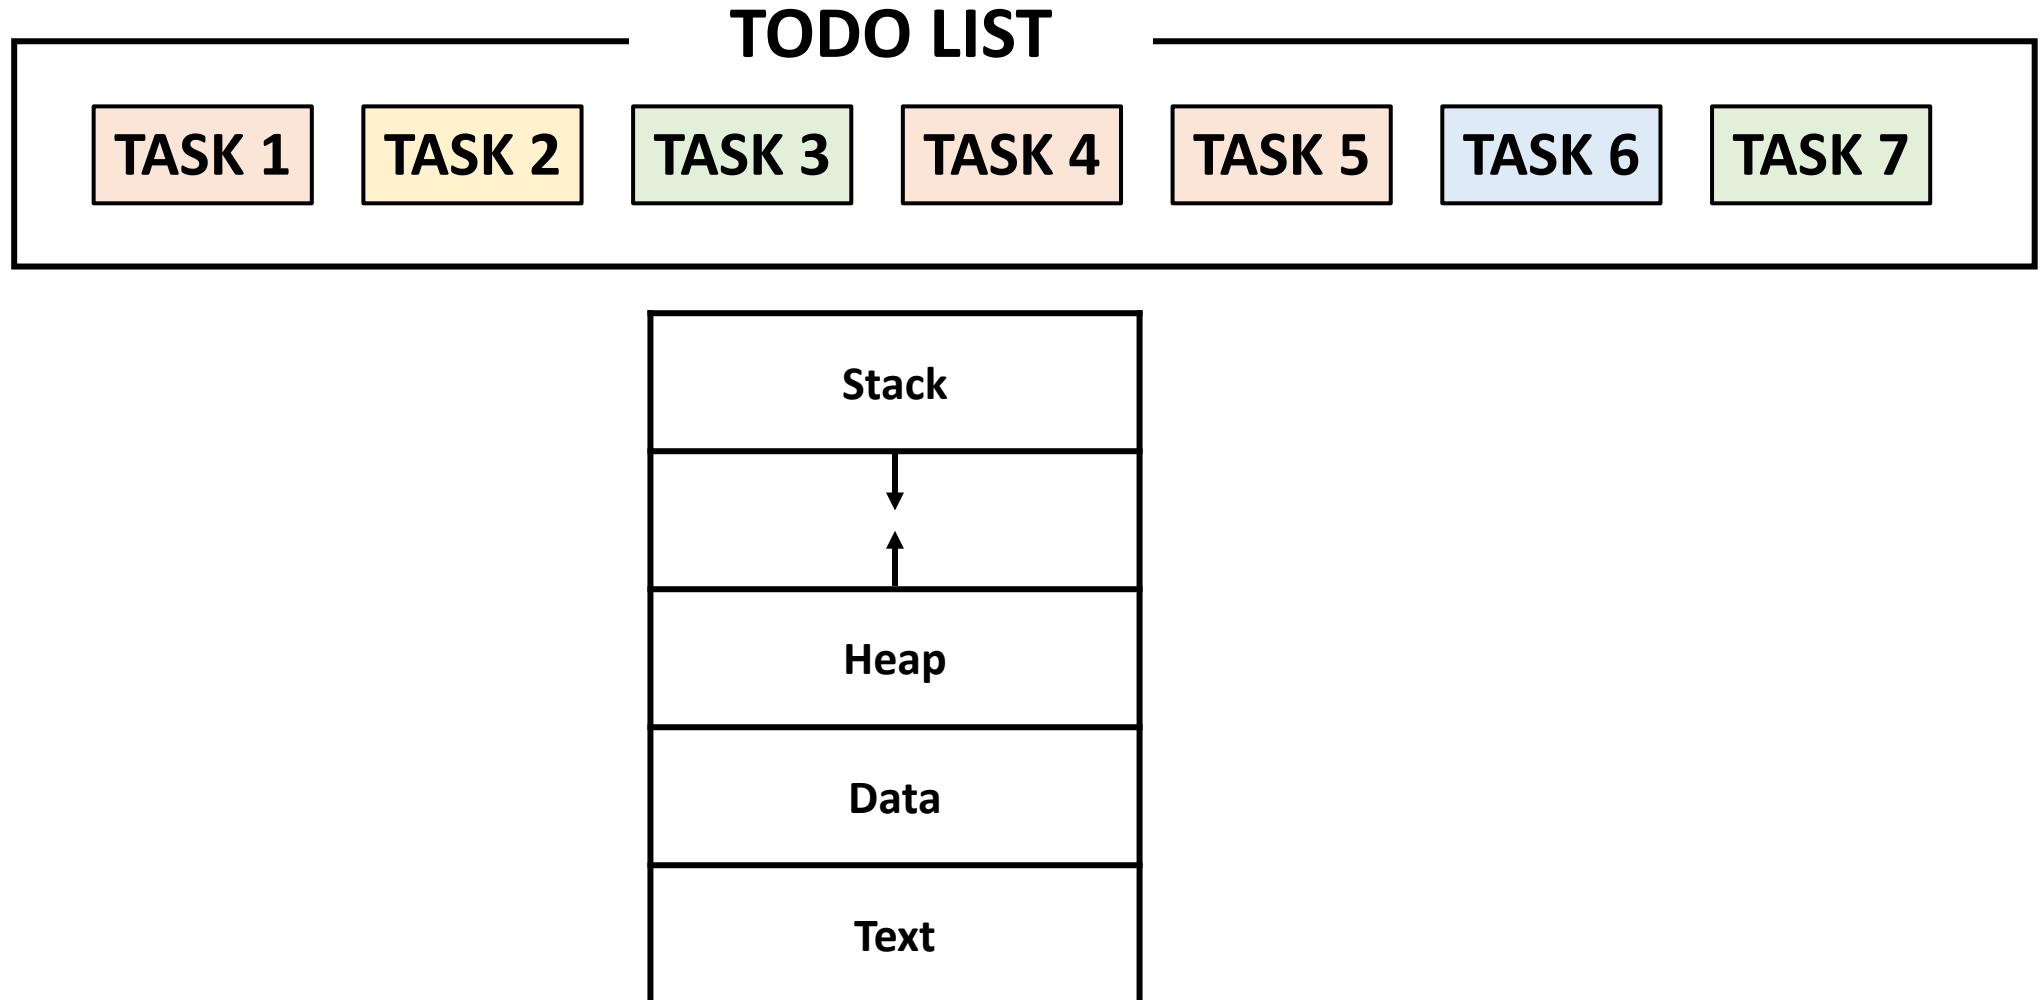 TODO LIST
TASK 1 TASK 2 TASK 3 TASK 4 TASK 5 TASK 6 TASK 7
Stack
Heap
Data
Text